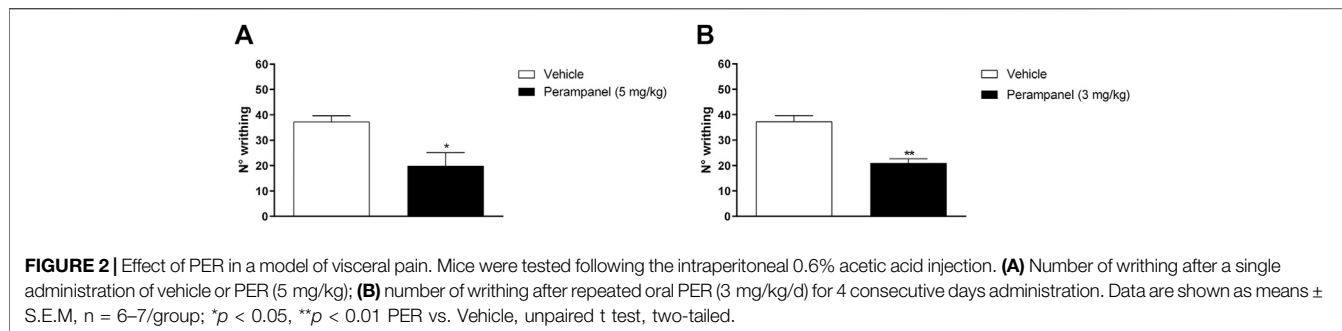 A
60
50
40
30
20
10
0
N° writhing
*
Vehicle
Perampanel (5 mg/kg)
B
60
50
40
30
20
10
0
N° writhing
**
Vehicle
Perampanel (3 mg/kg)
FIGURE 2 | Effect of PER in a model of visceral pain. Mice were tested following the intraperitoneal 0.6% acetic acid injection. (A) Number of writhing after a single
administration of vehicle or PER (5 mg/kg); (B) number of writhing after repeated oral PER (3 mg/kg/d) for 4 consecutive days administration. Data are shown as means ±
S.E.M, n = 6–7/group; *p < 0.05, **p < 0.01 PER vs. Vehicle, unpaired t test, two-tailed.